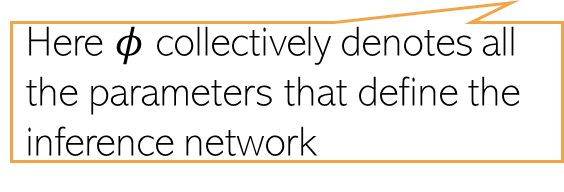 Here ϕ collectively denotes all
the parameters that define the
inference network